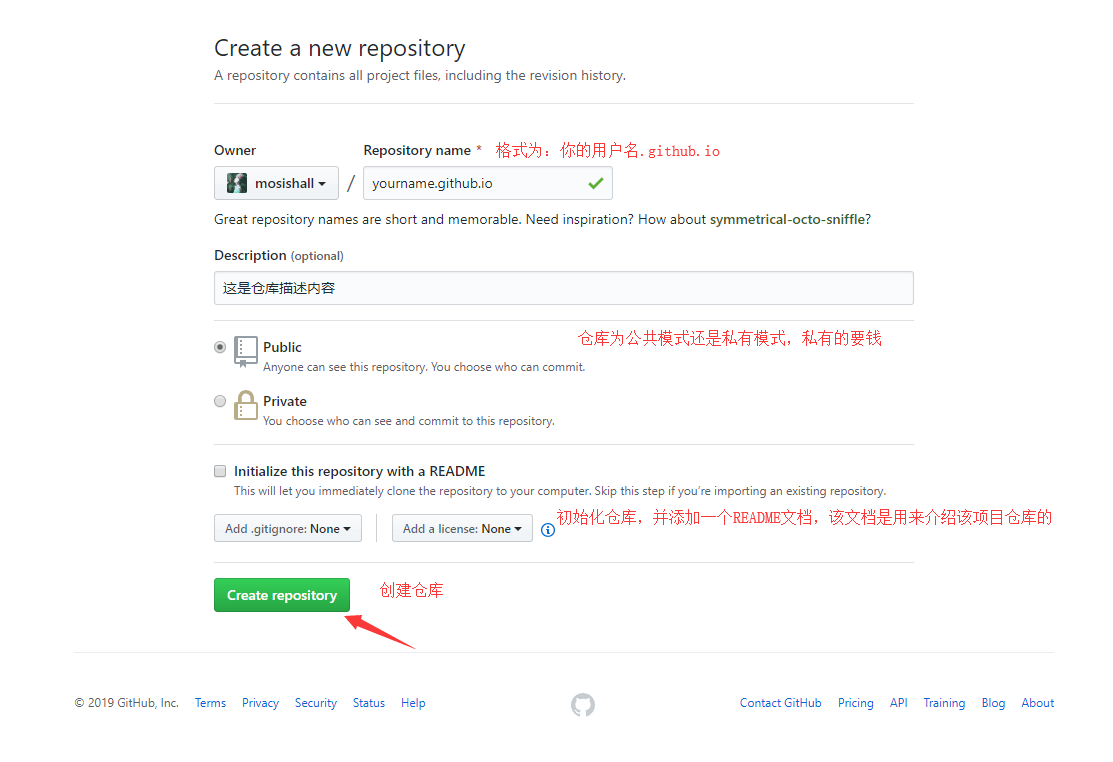 Create a new repository
A repository contains all project files, including the revision history.
Owner
Repository name * 格式为：你的用户名.github.io
mosishall / yourname.github.io
Great repository names are short and memorable. Need inspiration? How about symmetrical-octo-sniffle?
Description (optional)
这是仓库描述内容
仓库为公共模式还是私有模式，私有的要钱
Public
Anyone can see this repository. You choose who can commit.
Private
You choose who can see and commit to this repository.
Initialize this repository with a README
This will let you immediately clone the repository to your computer. Skip this step if you’re importing an existing repository.
初始化仓库，并添加一个README文档，该文档是用来介绍该项目仓库的
Add .gitignore: None Add a license: None
Create repository 创建仓库
© 2019 GitHub, Inc. Terms Privacy Security Status Help Contact GitHub Pricing API Training Blog About